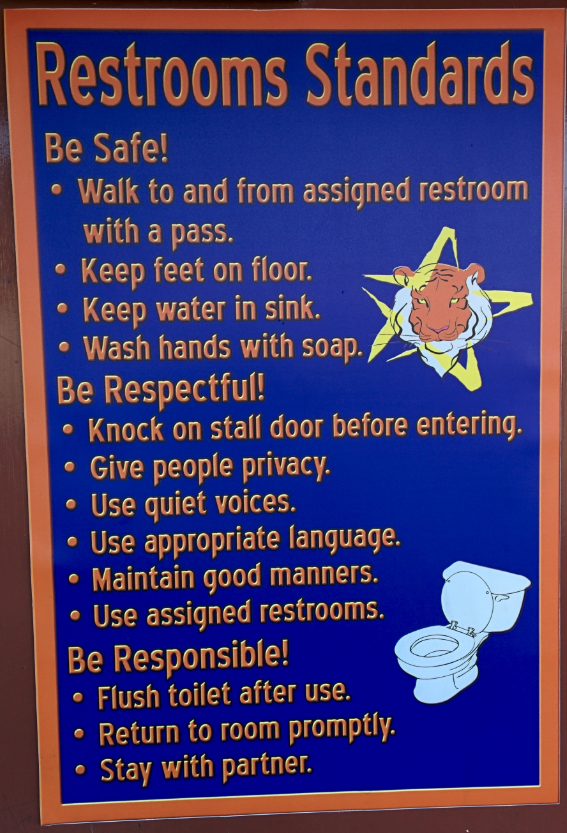 Restrooms Standards
Be Safe!
• Walk to and from assigned restroom
with a pass.
• Keep feet on floor.
• Keep water in sink.
• Wash hands with soap.
Be Respectful!
• Knock on stall door before entering.
• Give people privacy.
• Use quiet voices.
• Use appropriate language.
• Maintain good manners.
• Use assigned restrooms.
Be Responsible!
• Flush toilet after use.
• Return to room promptly.
• Stay with partner.